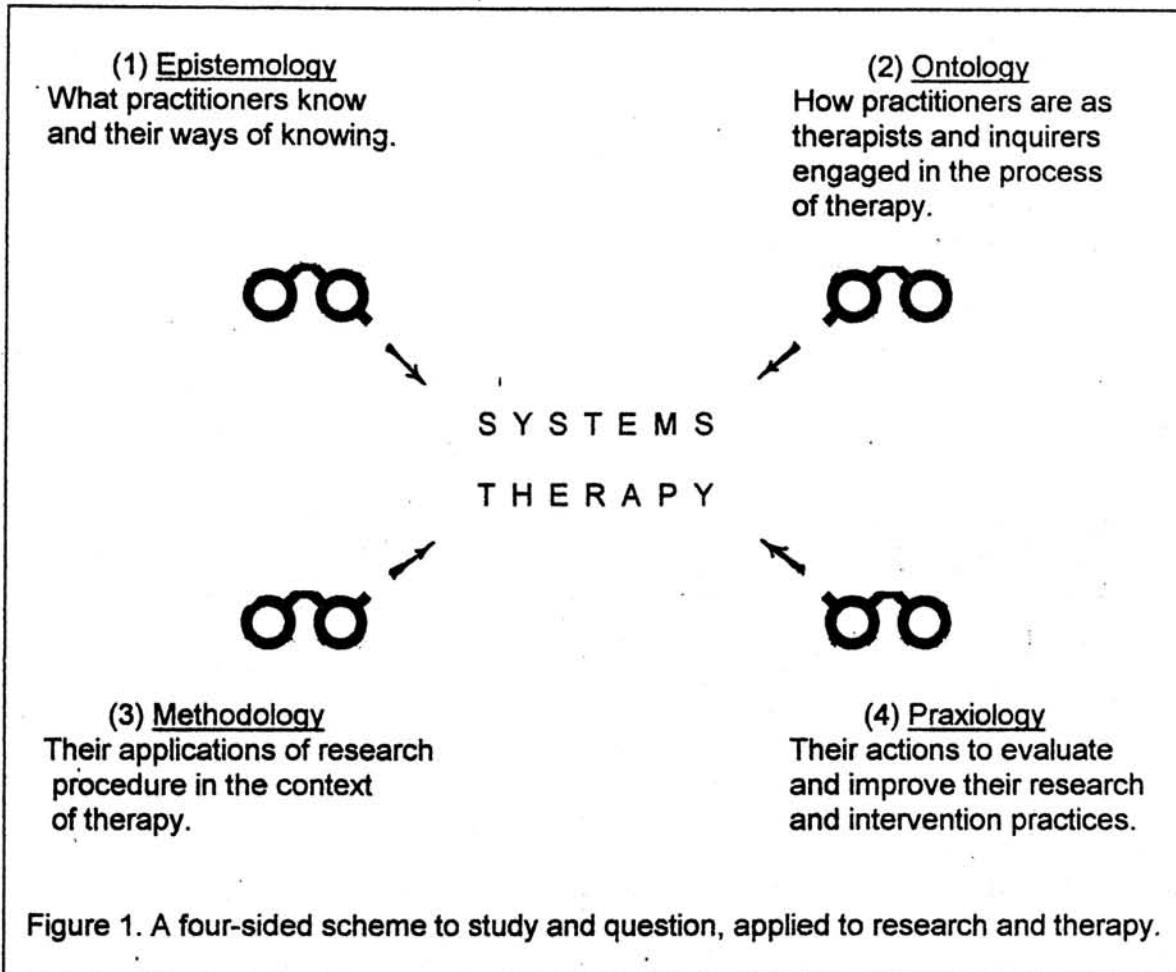 (1) Epistemology
What practitioners know
and their ways of knowing.
(2) Ontology
How practitioners are as
therapists and inquirers
engaged in the process
of therapy.
S Y S T E M S
T H E R A P Y
(3) Methodology
Their applications of research
procedure in the context
of therapy.
(4) Praxiology
Their actions to evaluate
and improve their research
and intervention practices.
Figure 1. A four-sided scheme to study and question, applied to research and therapy.